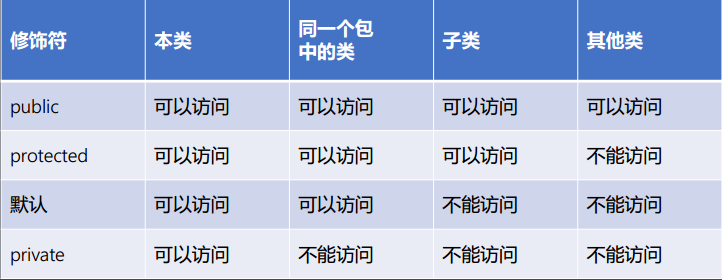 修饰符 本类 同一个包 子类 其他类
中的类
public 可以访问 可以访问 可以访问 可以访问
protected 可以访问 可以访问 可以访问 不能访问
默认 可以访问 可以访问 不能访问 不能访问
private 可以访问 不能访问 不能访问 不能访问